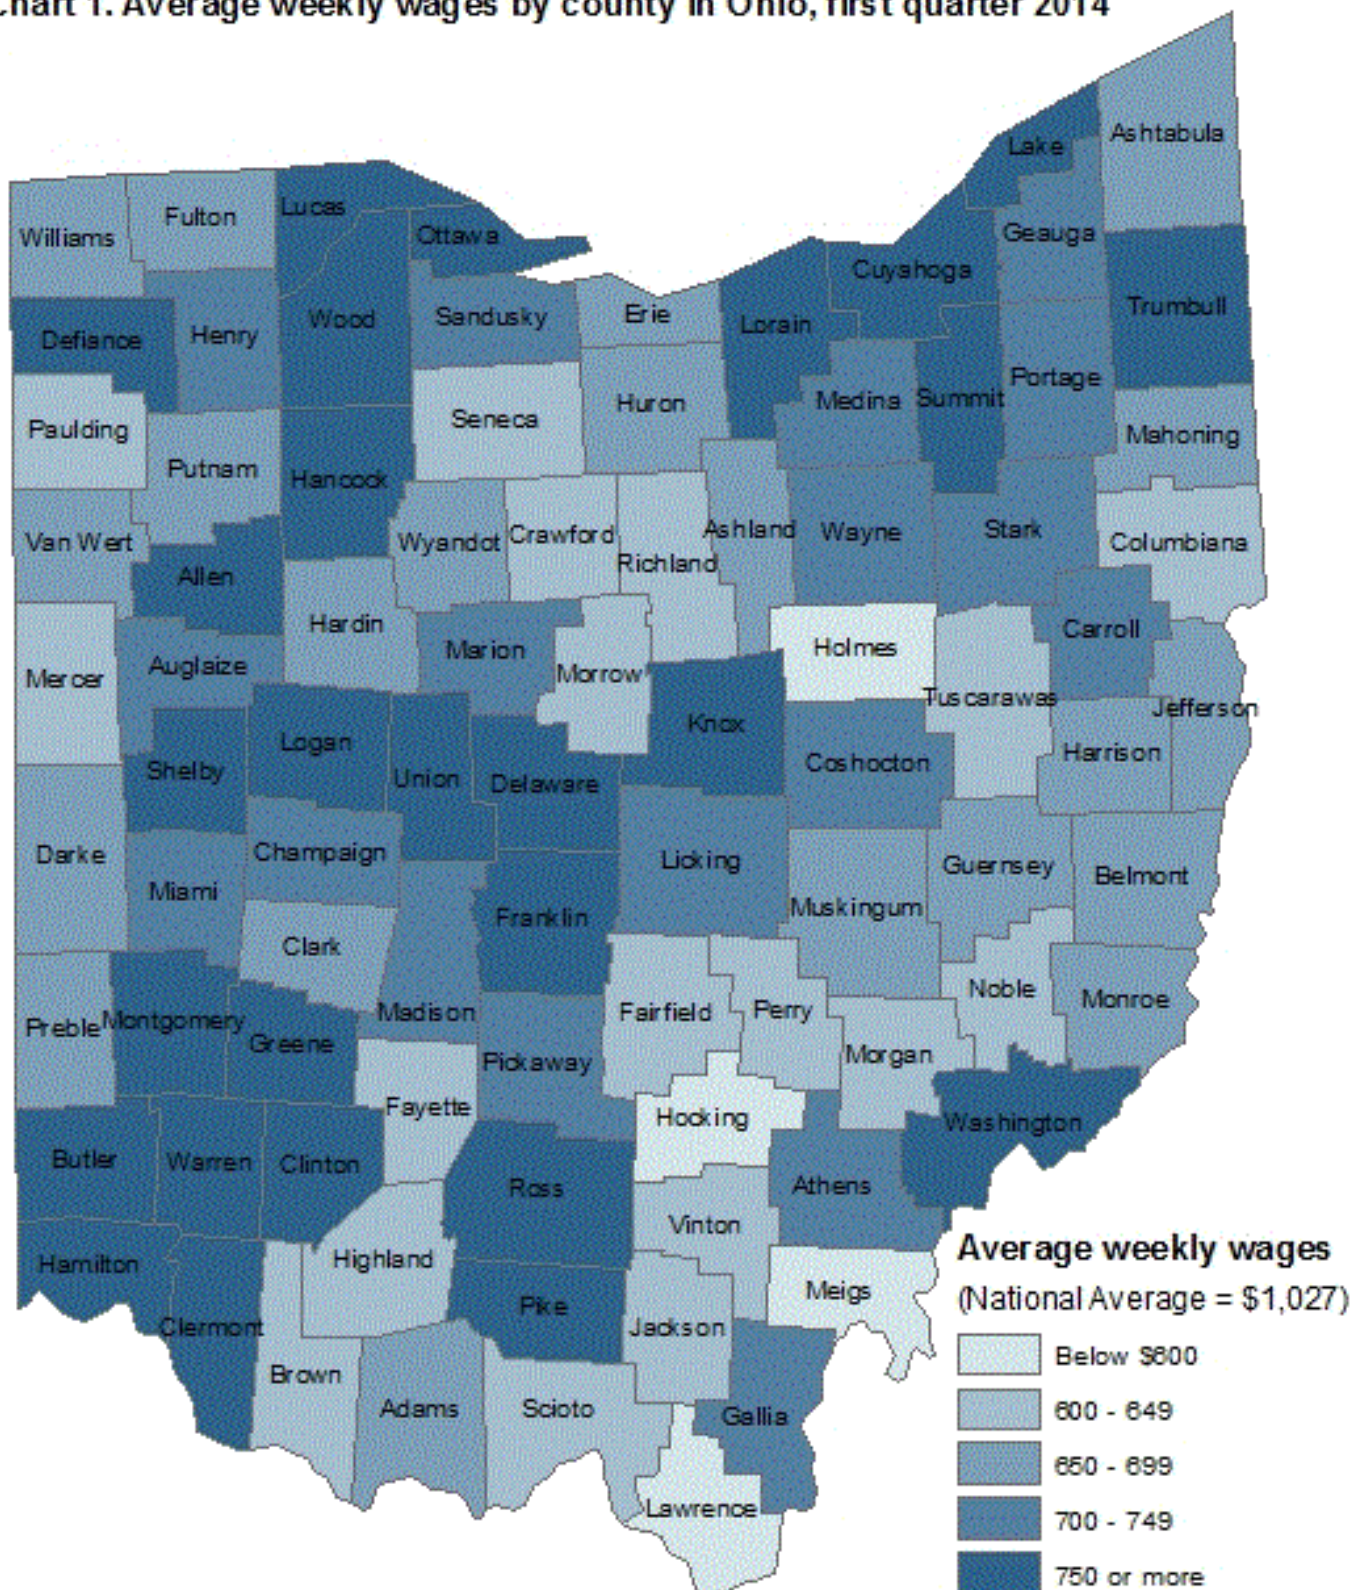 Chart 1. Average weekly wages by county in Ohio, first quarter 2014
Ashtabula
Lake
Lucas
Fulton
Williams
Ottawa
Geauga
Cuyahoga
Trumbull
Erie
Sandusky
Wood
Lorain
Henry
Defiance
Portage
Summit
Medina
Huron
Seneca
Paulding
Mahoning
Putnam
Hancock
Ashland
Wayne
Stark
Crawford
Wyandot
Van Wert
Columbiana
Richland
Allen
Hardin
Carroll
Holmes
Marion
Auglaize
Morrow
Mercer
Tuscarawas
Jefferson
Knox
Logan
Harrison
Coshocton
Shelby
Union
Delaware
Champaign
Darke
Licking
Guernsey
Belmont
Miami
Muskingum
Franklin
Clark
Noble
Monroe
Perry
Fairfield
Madison
Montgomery
Preble
Greene
Morgan
Pickaway
Fayette
Hocking
Washington
Butler
Warren
Clinton
Ross
Athens
Vinton
Highland
Hamilton
Average weekly wages
Meigs
(National Average = $1,027)
Pike
Jackson
Clermont
Below $600
Brown
Adams
Scioto
600 - 649
Gallia
650 - 699
Lawrence
700 - 749
750 or more